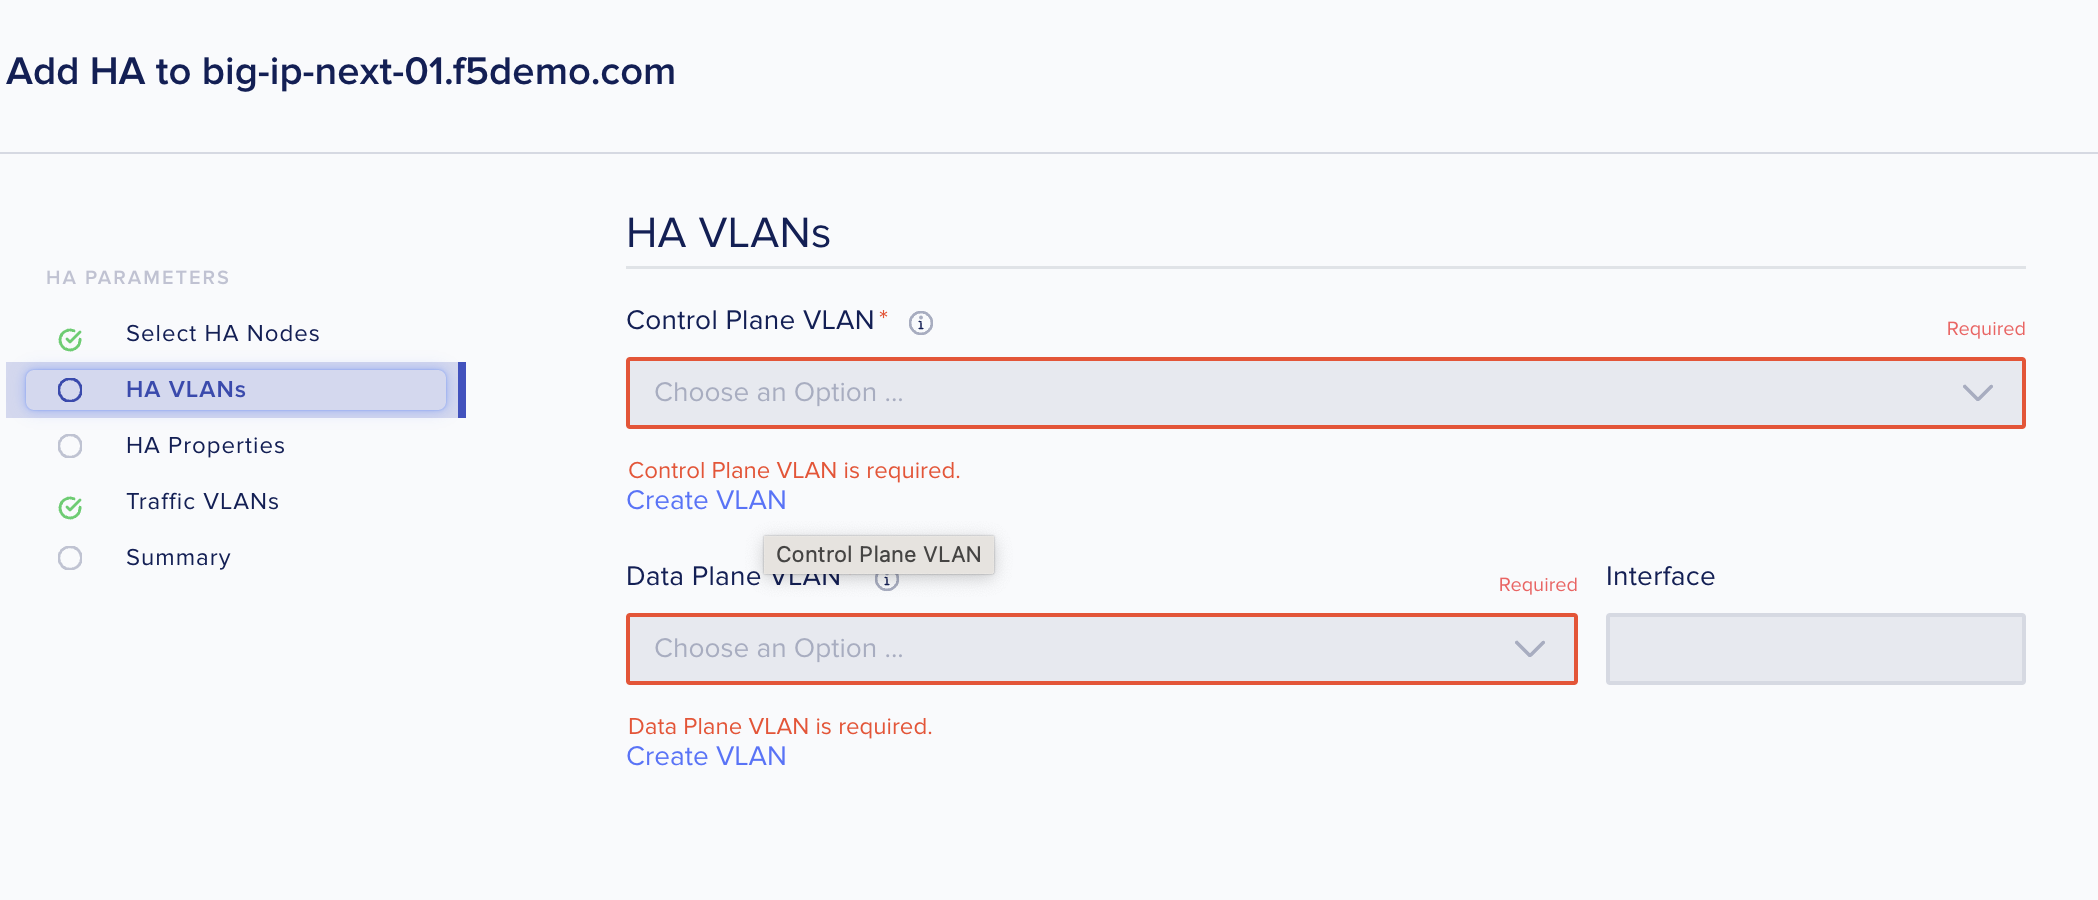 Add HA to big-ip-next-01.f5demo.com
HA PARAMETERS
Select HA Nodes
HA VLANs
HA Properties
Traffic VLANs
Summary
HA VLANs
Control Plane VLAN*
Required
Choose an Option ...
Control Plane VLAN is required.
Create VLAN
Control Plane VLAN
Data Plane VLAN
Required
Interface
Choose an Option ...
Data Plane VLAN is required.
Create VLAN